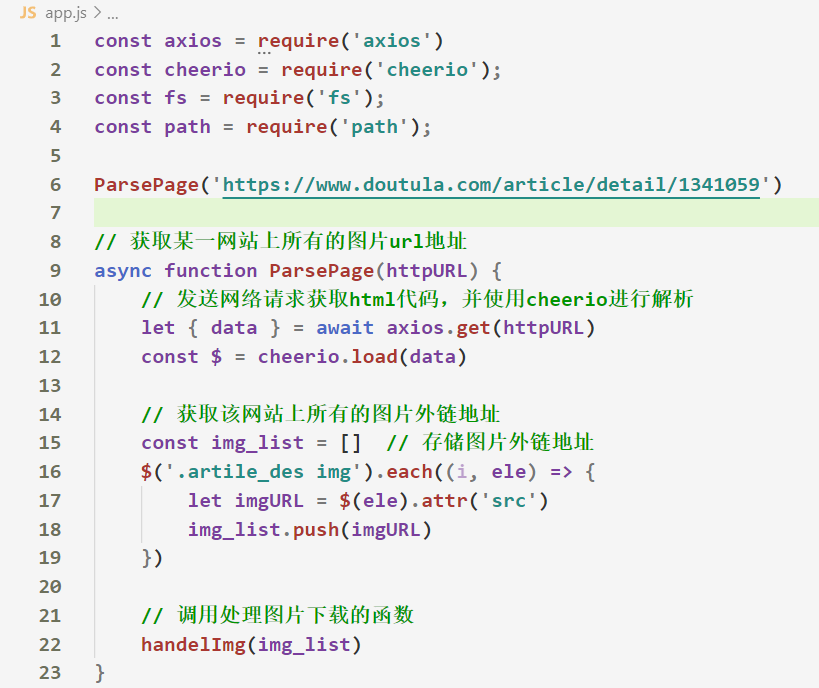 JS app.js > ...
1 const axios = require('axios')
2 const cheerio = require('cheerio');
3 const fs = require('fs');
4 const path = require('path');
5
6 ParsePage('https://www.doutula.com/article/detail/1341059')
7
8 // 获取某一网站上所有的图片url地址
9 async function ParsePage(httpURL) {
10 // 发送网络请求获取html代码，并使用cheerio进行解析
11 let { data } = await axios.get(httpURL)
12 const $ = cheerio.load(data)
13
14 // 获取该网站上所有的图片外链地址
15 const img_list = [] // 存储图片外链地址
16 $('.artile_des img').each((i, ele) => {
17 let imgURL = $(ele).attr('src')
18 img_list.push(imgURL)
19 })
20
21 // 调用处理图片下载的函数
22 handelImg(img_list)
23 }